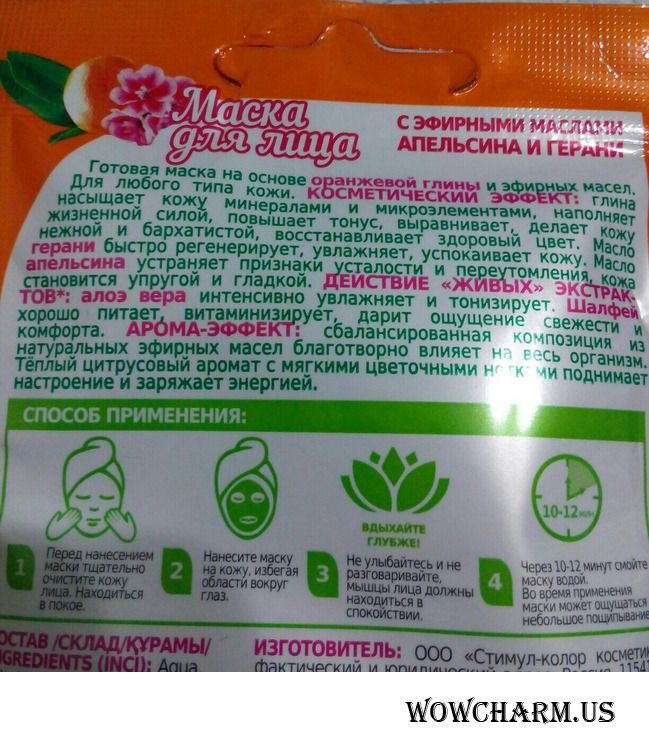 Маска
для лица
С ЭФИРНЫМИ МАСЛАМИ
АПЕЛЬСИНА И ГЕРАНИ
Готовая маска на основе оранжевой глины и эфирных масел.
Для любого типа кожи. КОСМЕТИЧЕСКИЙ ЭФФЕКТ: глина
насыщает кожу минералами и микроэлементами, наполняет
жизненной силой, повышает тонус, выравнивает, делает кожу
нежной и бархатистой, восстанавливает здоровый цвет. Масло
герани быстро регенерирует, увлажняет, успокаивает кожу. Масло
апельсина устраняет признаки усталости и переутомления, кожа
становится упругой и гладкой. ДЕЙСТВИЕ «ЖИВЫХ» ЭКСТРАК-
ТОВ*: алоэ вера интенсивно увлажняет и тонизирует. Шалфей
хорошо питает, витаминизирует, дарит ощущение свежести и
комфорта. АРОМА-ЭФФЕКТ: сбалансированная композиция из
натуральных эфирных масел благотворно влияет на весь организм.
Тёплый цитрусовый аромат с мягкими цветочными поднимает
настроение и заряжает энергией.
СПОСОБ ПРИМЕНЕНИЯ:
ВДЫХАЙТЕ
ГЛУБЖЕ!
10-12 мин
1
Перед нанесением
маски тщательно
очистите кожу
лица. Находиться
в покое.
2
Нанесите маску
на кожу, избегая
области вокруг
глаз.
3
Не улыбайтесь и не
разговаривайте,
мышцы лица должны
находиться в
спокойствии.
4
Через 10-12 минут смойте
маску водой.
Во время применения
маски может ощущаться
небольшое пощипывание
ОСТАВ /СКЛАД/ҚҰРАМЫ/
NGREDIENTS (INCI): Aqua,
ИЗГОТОВИТЕЛЬ: ООО «Стимул-колор космети
фактический и юридический Россия, 1154
WOWCHARM.US